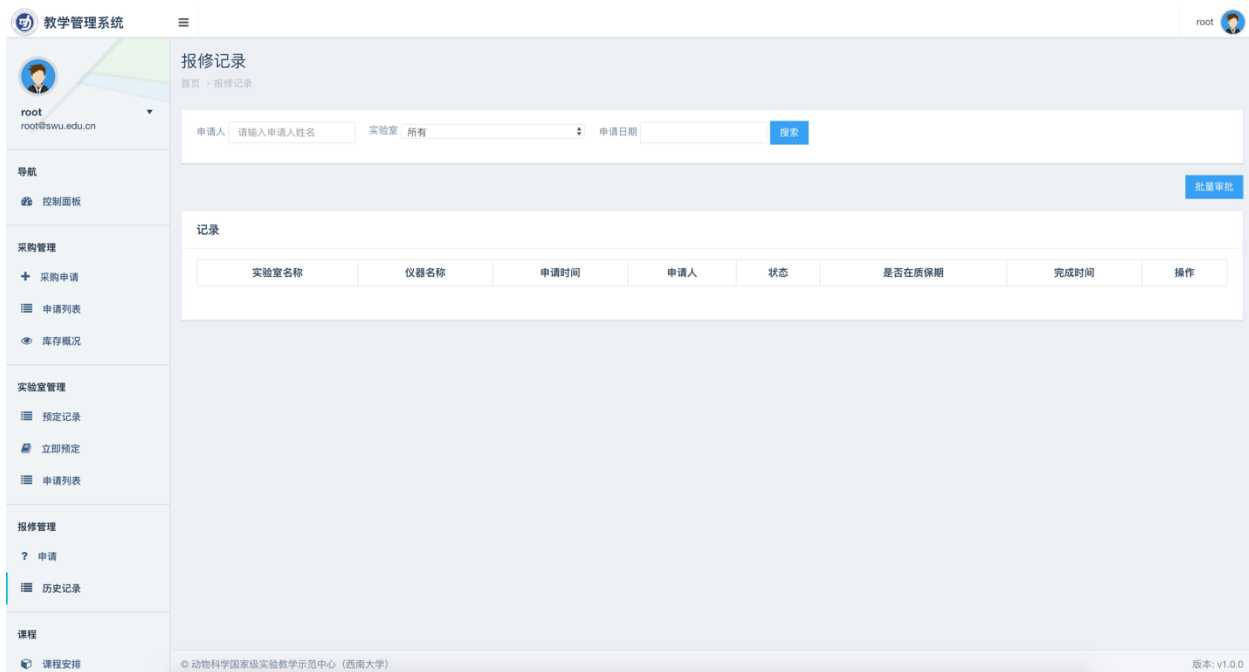 教学管理系统
root
root
root@swu.edu.cn
导航
控制面板
采购管理
采购申请
申请列表
库存概况
实验室管理
预定记录
立即预定
申请列表
报修管理
? 申请
历史记录
课程
课程安排
报修记录
首页 > 报修记录
申请人 请输入申请人姓名 实验室 所有 申请日期 搜索
批量审批
记录
实验室名称 仪器名称 申请时间 申请人 状态 是否在质保期 完成时间 操作
© 动物科学国家级实验教学示范中心（西南大学） 版本: v1.0.0